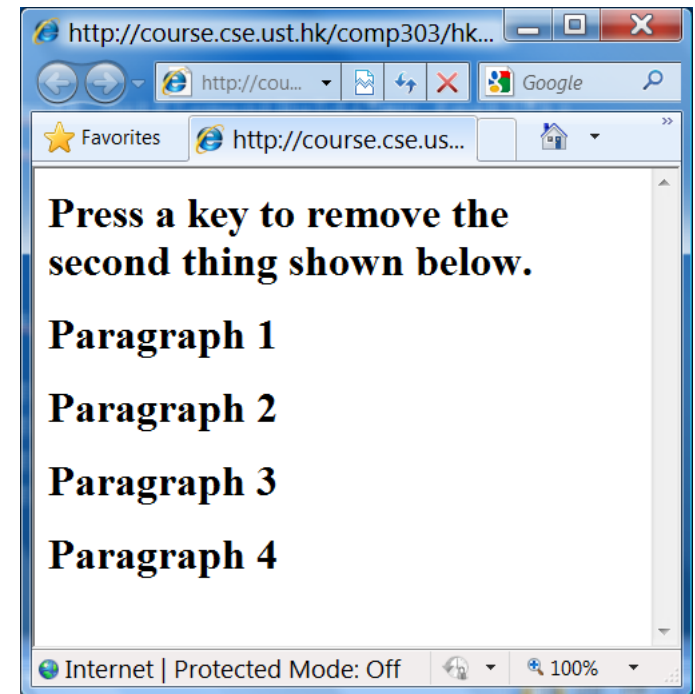 http://course.cse.ust.hk/comp303/hk...
http://cou...
Google
Favorites
http://course.cse.us...
Press a key to remove the
second thing shown below.
Paragraph 1
Paragraph 2
Paragraph 3
Paragraph 4
Internet | Protected Mode: Off
100%